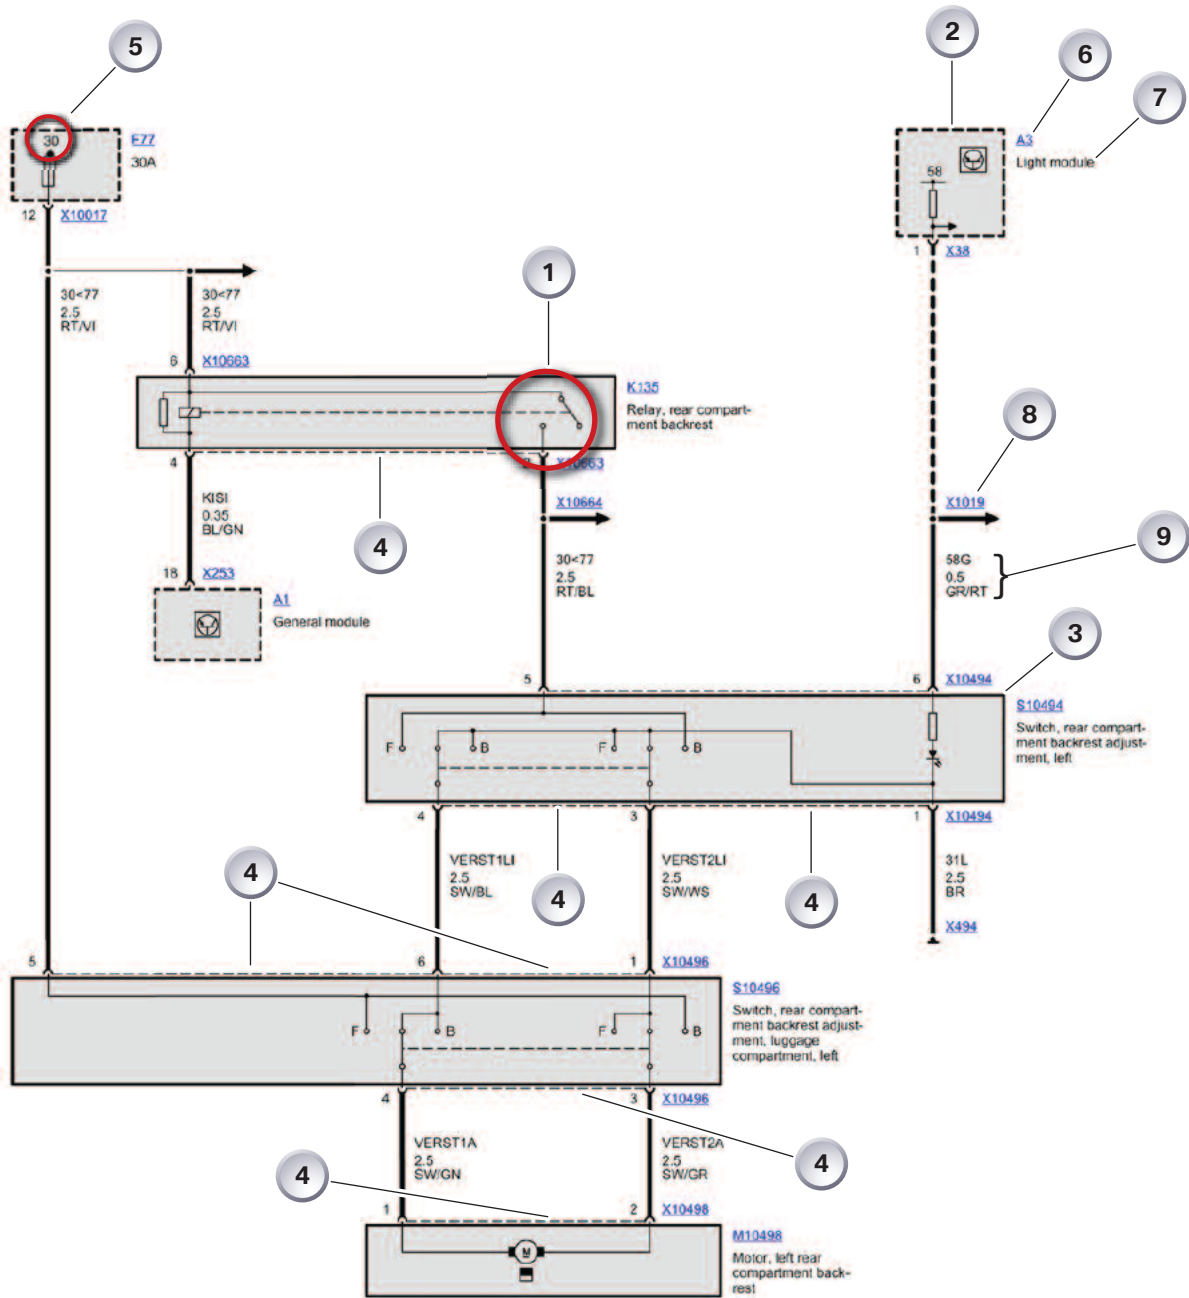 5
2
6
7
30
F77
30A
A3
Light module
58
12 X10017
1 X38
1
30<77
2.5
RT/VI
30<77
2.5
RT/VI
6 X10663
K135
Relay, rear compart-
ment backrest
8
4
X10663
KISI
0.35
BL/GN
4
X10664
X1019
9
30<77
2.5
RT/BL
58G
0.5
GR/RT
18 X253
A1
General module
3
5
6 X10494
S10494
Switch, rear compart-
ment backrest adjust-
ment, left
F B F B
4
3
1 X10494
VERST1LI
2.5
SW/BL
VERST2LI
2.5
SW/WS
31L
2.5
BR
4
4
4
X494
5
6
1 X10496
S10496
Switch, rear compart-
ment backrest adjust-
ment, luggage
compartment, left
F B F B
4
3 X10496
VERST1A
2.5
SW/GN
VERST2A
2.5
SW/GR
4
4
1
2 X10498
M10498
Motor, left rear
compartment back-
rest
M